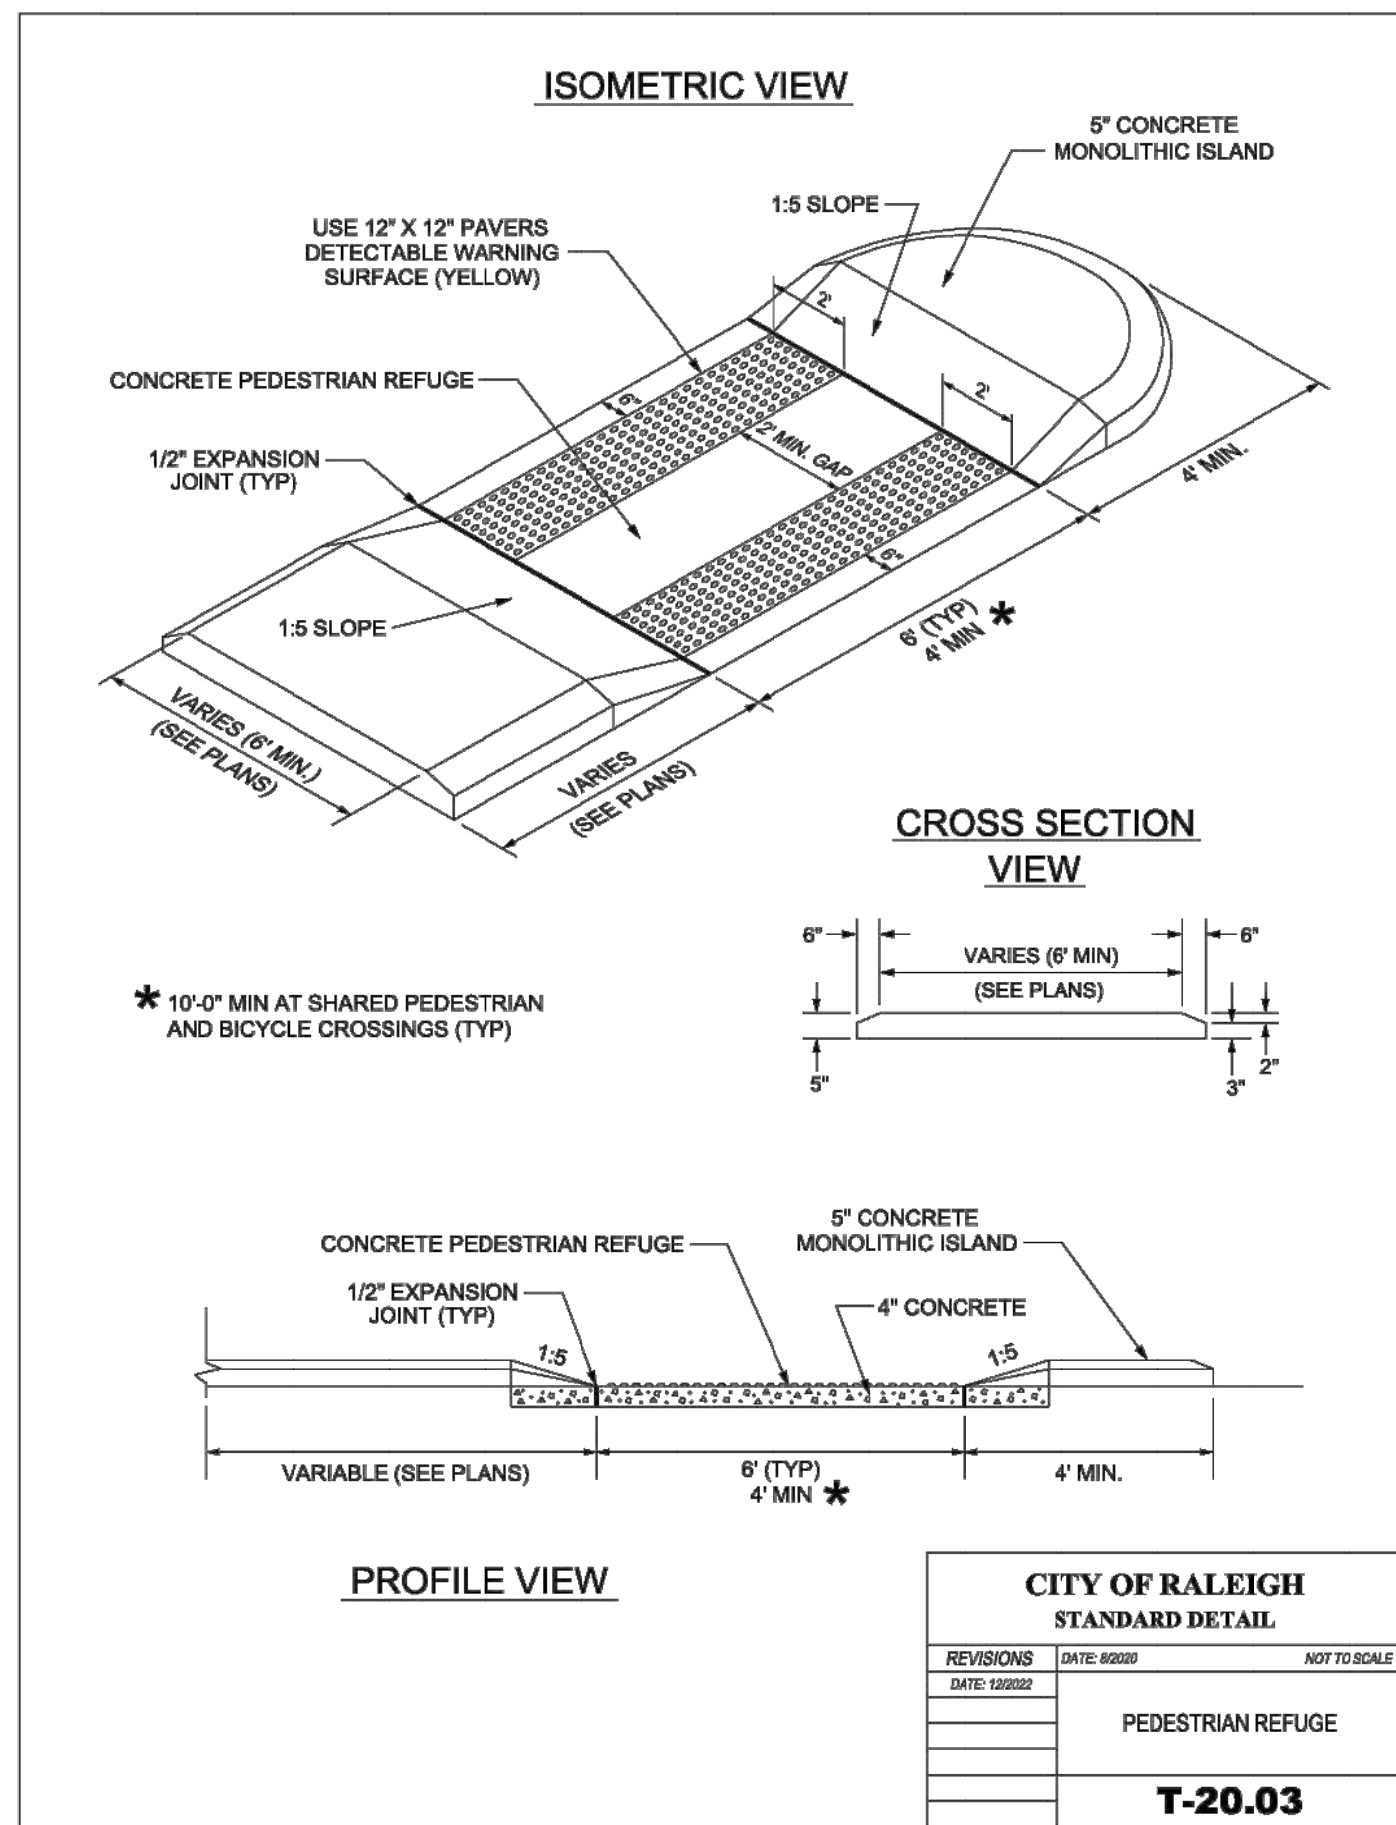 ISOMETRIC VIEW
5" CONCRETE
MONOLITHIC ISLAND
1:5 SLOPE
USE 12" X 12" PAVERS
DETECTABLE WARNING
SURFACE (YELLOW)
2'
CONCRETE PEDESTRIAN REFUGE
6"
2'
2' MIN. GAP
1/2" EXPANSION
JOINT (TYP)
4' MIN.
6"
1:5 SLOPE
6' (TYP)
4' MIN *
VARIES (6' MIN.)
(SEE PLANS)
VARIES
(SEE PLANS)
CROSS SECTION
VIEW
6"
6"
VARIES (6' MIN)
(SEE PLANS)
5"
3"
2"
* 10'-0" MIN AT SHARED PEDESTRIAN
AND BICYCLE CROSSINGS (TYP)
5" CONCRETE
MONOLITHIC ISLAND
CONCRETE PEDESTRIAN REFUGE
1/2" EXPANSION
JOINT (TYP)
4" CONCRETE
1:5
1:5
VARIABLE (SEE PLANS)
6' (TYP)
4' MIN *
4' MIN.
PROFILE VIEW
CITY OF RALEIGH
STANDARD DETAIL
REVISIONS
DATE: 8/2020
NOT TO SCALE
DATE: 12/2022
PEDESTRIAN REFUGE
T-20.03